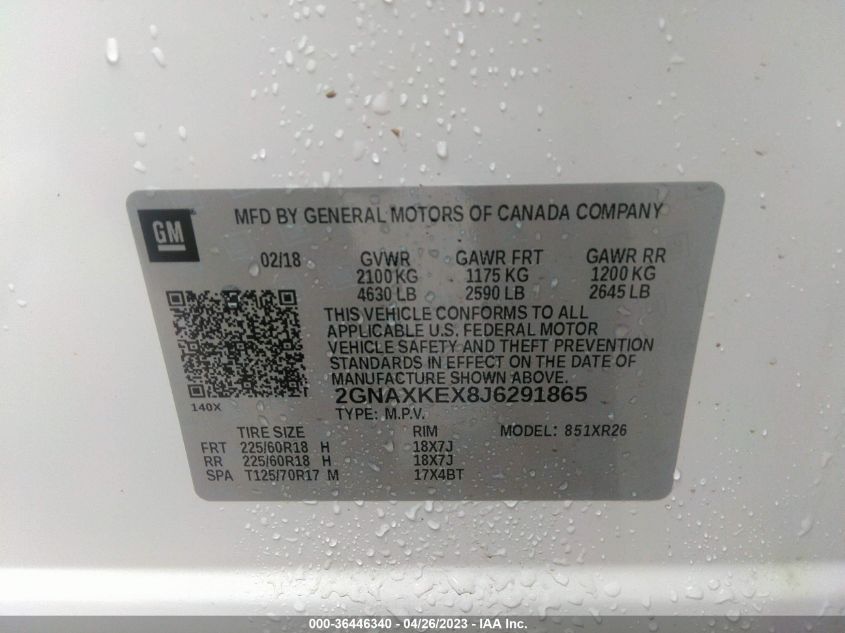 GM
MFD BY GENERAL MOTORS OF CANADA COMPANY
02/18 GVWR GAWR FRT GAWR RR
2100 KG 1175 KG 1200 KG
4630 LB 2590 LB 2645 LB
THIS VEHICLE CONFORMS TO ALL
APPLICABLE U.S. FEDERAL MOTOR
VEHICLE SAFETY AND THEFT PREVENTION
STANDARDS IN EFFECT ON THE DATE OF
MANUFACTURE SHOWN ABOVE.
2GNAXKEX8J6291865
140X
TYPE: M.P.V.
TIRE SIZE RIM MODEL: 851XR26
FRT 225/60R18 H 18X7J
RR 225/60R18 H 18X7J
SPA T125/70R17 M 17X4BT
000-36446340 - 04/26/2023 - IAA Inc.